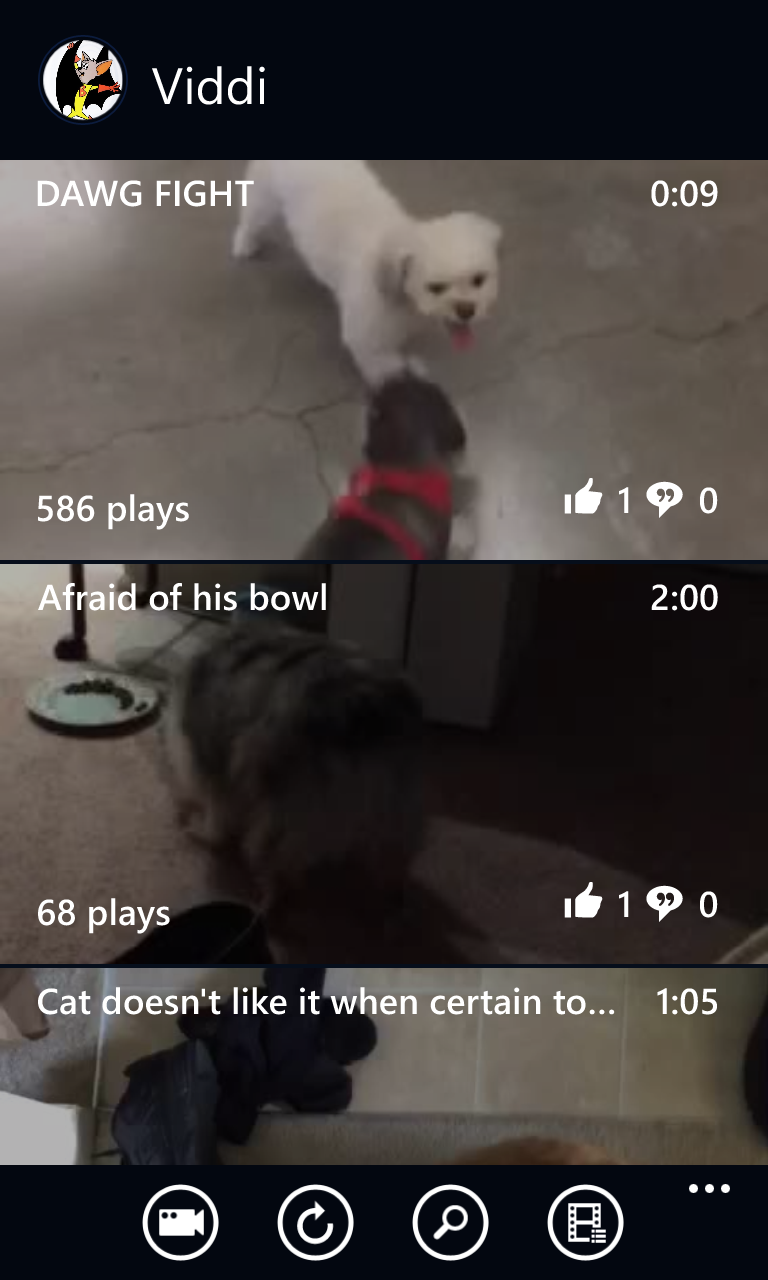 Viddi
DAWG FIGHT 0:09
586 plays 1 0
Afraid of his bowl 2:00
68 plays 1 0
Cat doesn't like it when certain to... 1:05